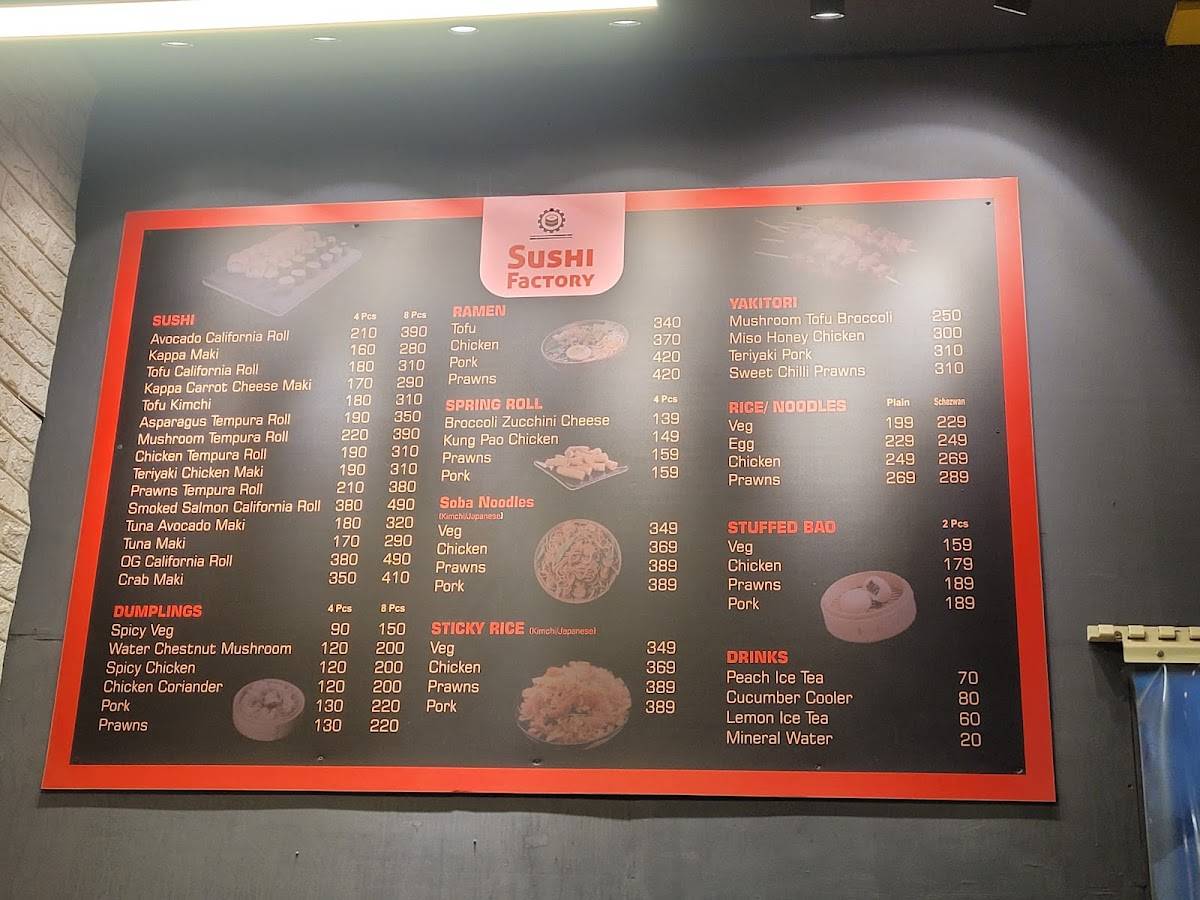 SUSHI
FACTORY
SUSHI 4 Pcs 8 Pcs
Avocado California Roll 210 390
Kappa Maki 160 280
Tofu California Roll 180 310
Kappa Carrot Cheese Maki 170 290
Tofu Kimchi 180 310
Asparagus Tempura Roll 190 350
Mushroom Tempura Roll 220 390
Chicken Tempura Roll 190 310
Teriyaki Chicken Maki 190 310
Prawns Tempura Roll 210 380
Smoked Salmon California Roll 380 490
Tuna Avocado Maki 180 320
Tuna Maki 170 290
OG California Roll 380 490
Crab Maki 350 410
DUMPLINGS 4 Pcs 8 Pcs
Spicy Veg 90 150
Water Chestnut Mushroom 120 200
Spicy Chicken 120 200
Chicken Coriander 120 200
Pork 130 220
Prawns 130 220
RAMEN
Tofu 340
Chicken 370
Pork 420
Prawns 420
SPRING ROLL 4 Pcs
Broccoli Zucchini Cheese 139
Kung Pao Chicken 149
Prawns 159
Pork 159
Soba Noodles
(Kimchi/Japanese)
Veg 349
Chicken 369
Prawns 389
Pork 389
STICKY RICE (Kimchi/Japanese)
Veg 349
Chicken 369
Prawns 389
Pork 389
YAKITORI
Mushroom Tofu Broccoli 250
Miso Honey Chicken 300
Teriyaki Pork 310
Sweet Chilli Prawns 310
RICE/ NOODLES Plain Schezwan
Veg 199 229
Egg 229 249
Chicken 249 269
Prawns 269 289
STUFFED BAO 2 Pcs
Veg 159
Chicken 179
Prawns 189
Pork 189
DRINKS
Peach Ice Tea 70
Cucumber Cooler 80
Lemon Ice Tea 60
Mineral Water 20